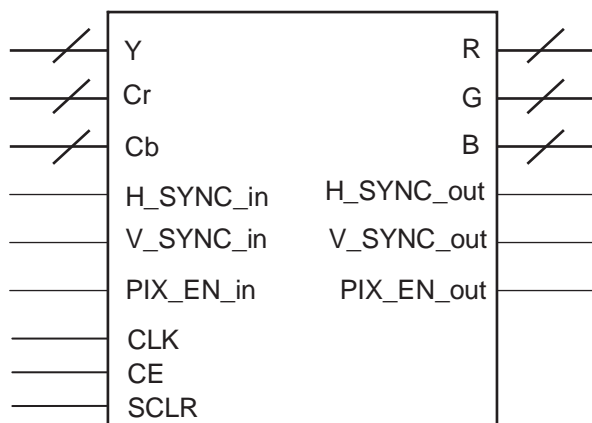 Y R
Cr G
Cb B
H_SYNC_in H_SYNC_out
V_SYNC_in V_SYNC_out
PIX_EN_in PIX_EN_out
CLK
CE
SCLR